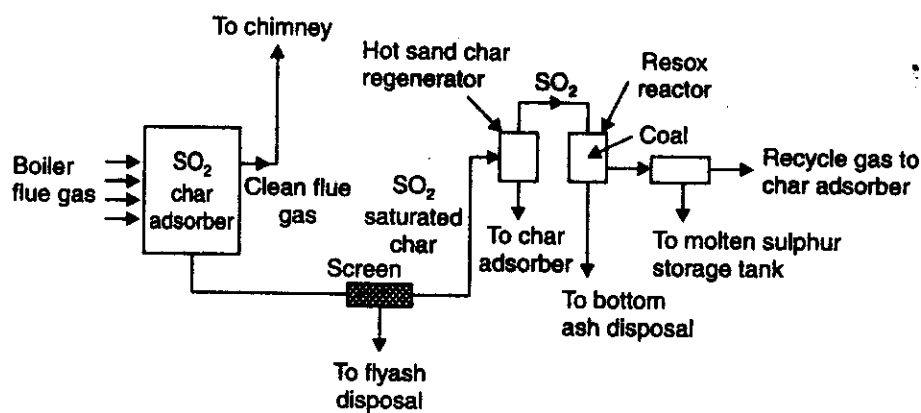 To chimney
Boiler
flue gas
SO2
char
adsorber
Clean flue
gas
SO2
saturated
char
Screen
To flyash
disposal
Hot sand char
regenerator
SO2
Resox
reactor
Coal
To char
adsorber
To bottom
ash disposal
Recycle gas to
char adsorber
To molten sulphur
storage tank